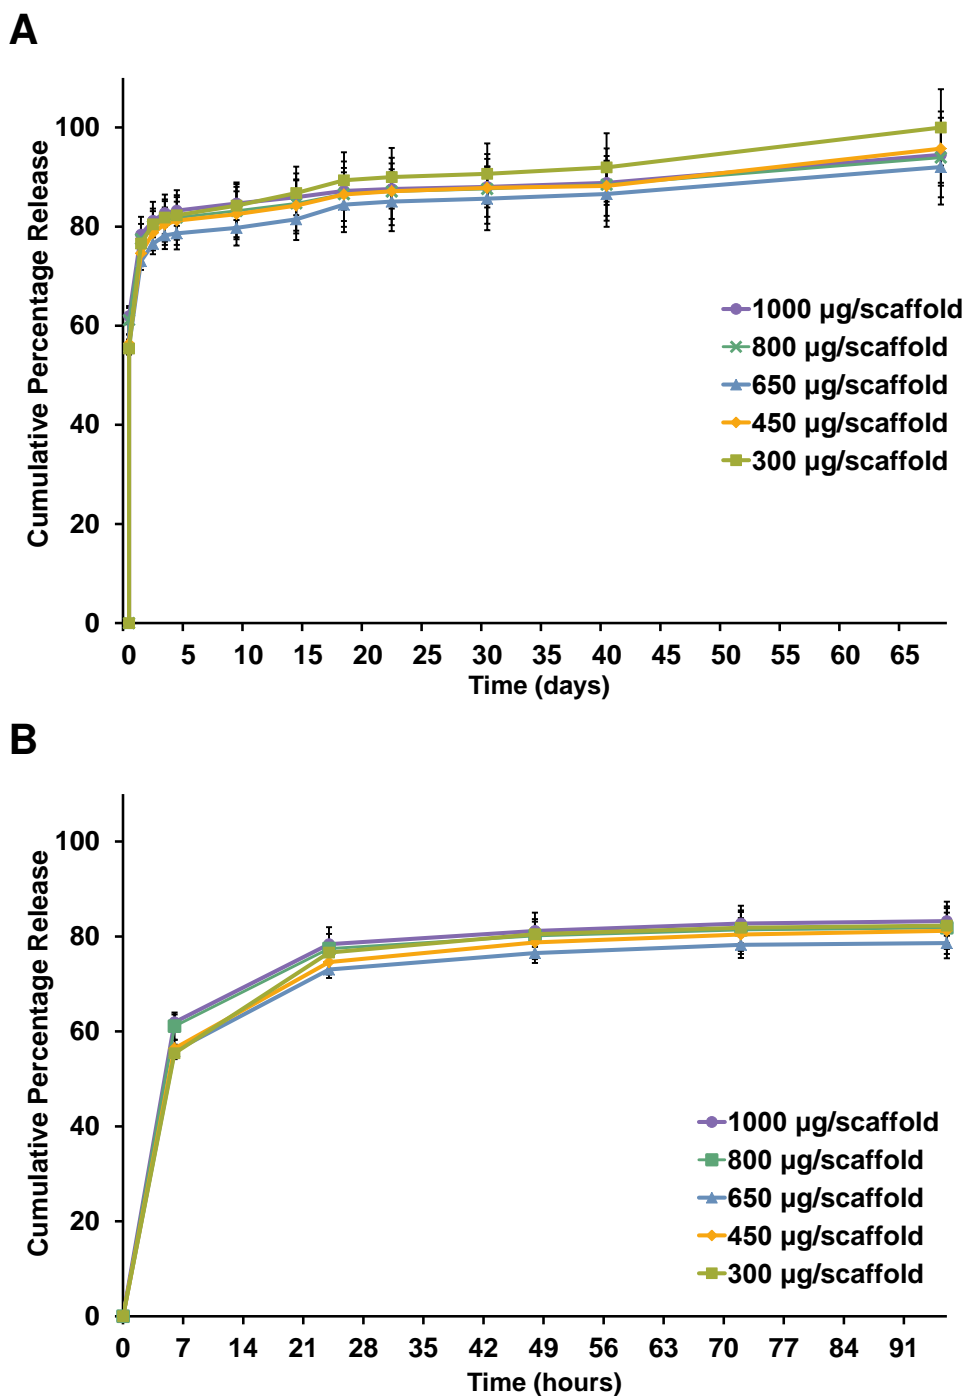 A
Cumulative Percentage Release
100
80
60
40
20
0
1000 µg/scaffold
800 µg/scaffold
650 µg/scaffold
450 µg/scaffold
300 µg/scaffold
0 5 10 15 20 25 30 35 40 45 50 55 60 65
Time (days)
B
Cumulative Percentage Release
100
80
60
40
20
0
1000 µg/scaffold
800 µg/scaffold
650 µg/scaffold
450 µg/scaffold
300 µg/scaffold
0 7 14 21 28 35 42 49 56 63 70 77 84 91
Time (hours)